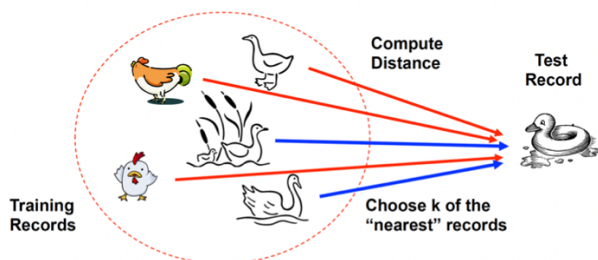 Compute
Distance
Test
Record
Training
Records
Choose k of the
“nearest” records